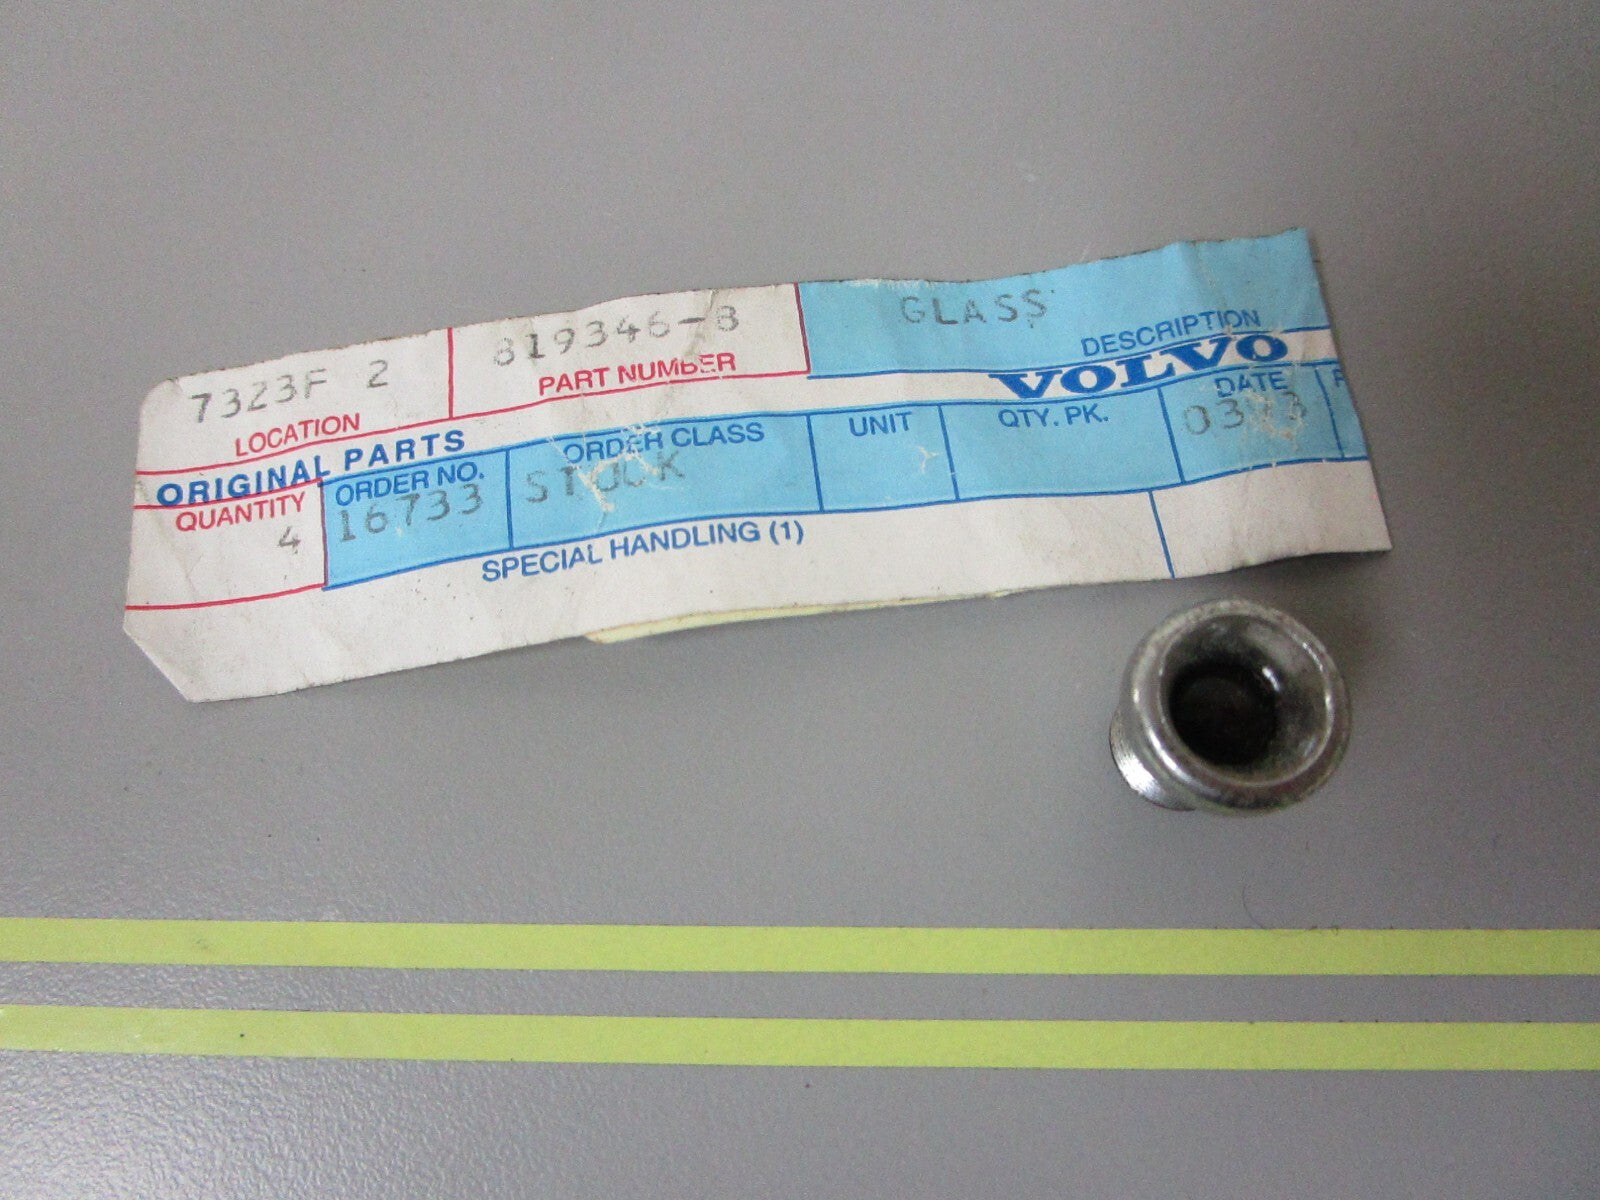 7323F 2 819346-8 GLASS
LOCATION PART NUMBER DESCRIPTION
ORIGINAL PARTS VOLVO
QUANTITY ORDER NO. ORDER CLASS UNIT QTY. PK. DATE
4 16733 STOCK
SPECIAL HANDLING (1)